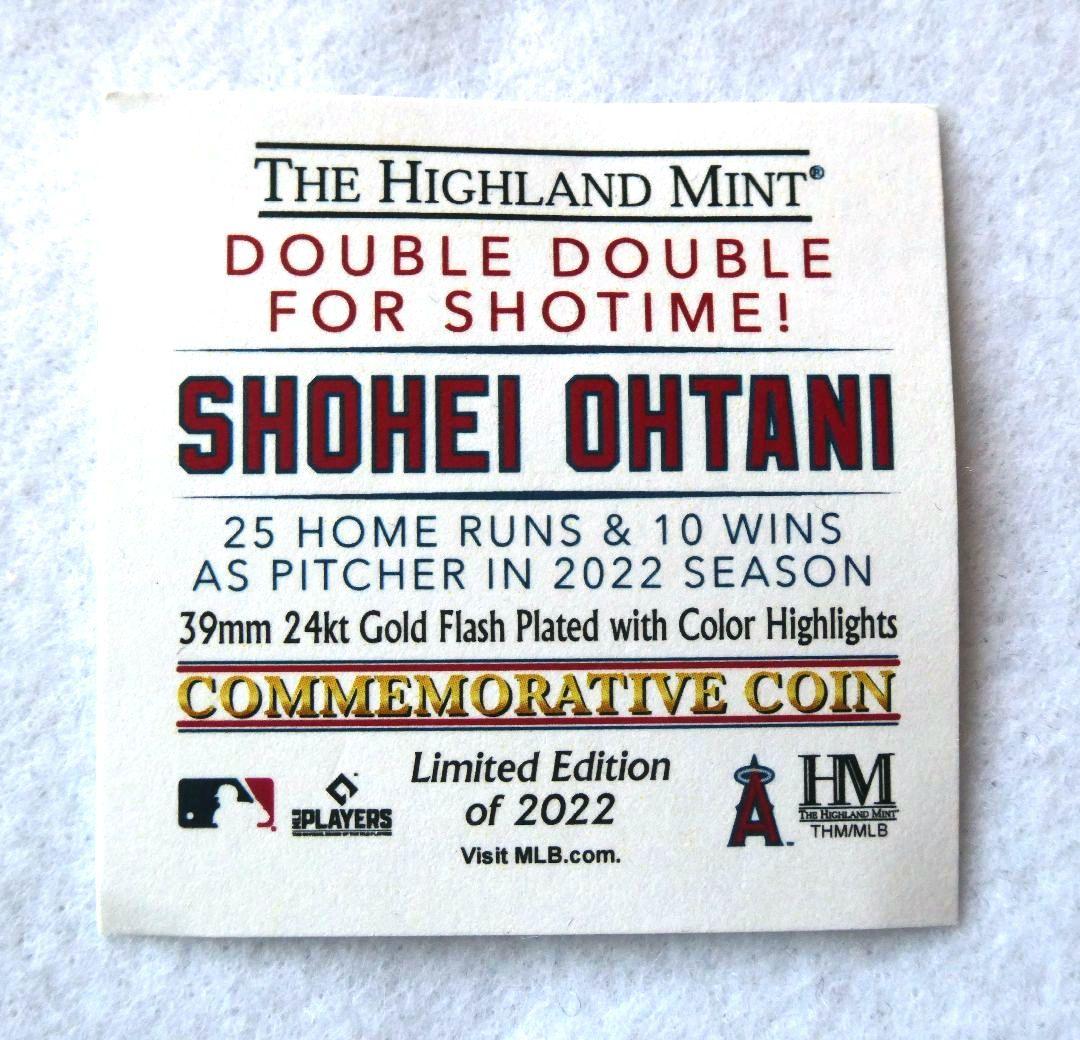 THE HIGHLAND MINT®
DOUBLE DOUBLE
FOR SHOTIME!
SHOHEI OHTANI
25 HOME RUNS & 10 WINS
AS PITCHER IN 2022 SEASON
39mm 24kt Gold Flash Plated with Color Highlights
COMMEMORATIVE COIN
Limited Edition
of 2022
Visit MLB.com.
PLAYERS
A
HM
THE HIGHLAND MINT
THM/MLB